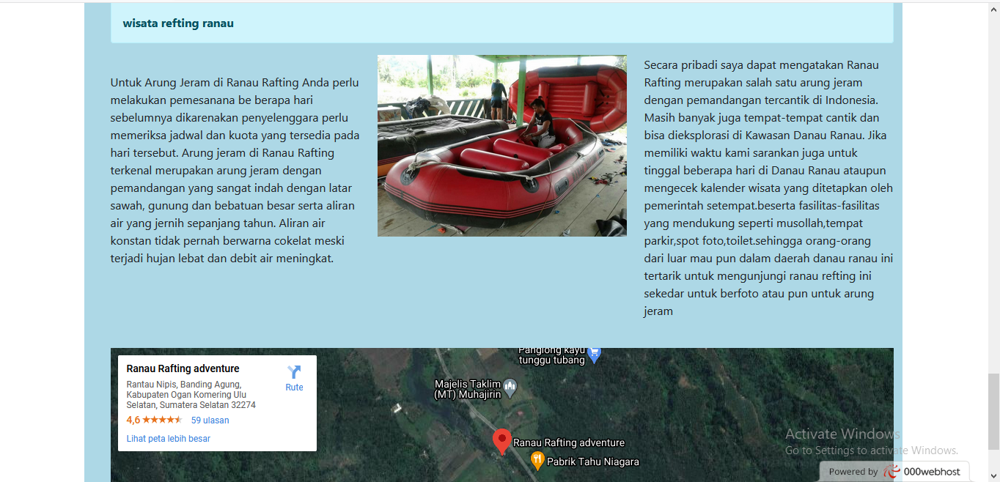 wisata refting ranau
Untuk Arung Jeram di Ranau Rafting Anda perlu
melakukan pemesanana be berapa hari
sebelumnya dikarenakan penyelenggara perlu
memeriksa jadwal dan kuota yang tersedia pada
hari tersebut. Arung jeram di Ranau Rafting
terkenal merupakan arung jeram dengan
pemandangan yang sangat indah dengan latar
sawah, gunung dan bebatuan besar serta aliran
air yang jernih sepanjang tahun. Aliran air
konstan tidak pernah berwarna cokelat meski
terjadi hujan lebat dan debit air meningkat.
Secara pribadi saya dapat mengatakan Ranau
Rafting merupakan salah satu arung jeram
dengan pemandangan tercantik di Indonesia.
Masih banyak juga tempat-tempat cantik dan
bisa dieksplorasi di Kawasan Danau Ranau. Jika
memiliki waktu kami sarankan juga untuk
tinggal beberapa hari di Danau Ranau ataupun
mengecek kalender wisata yang ditetapkan oleh
pemerintah setempat.beserta fasilitas-fasilitas
yang mendukung seperti musollah,tempat
parkir,spot foto,toilet.sehingga orang-orang
dari luar mau pun dalam daerah danau ranau ini
tertarik untuk mengunjungi ranau refting ini
sekedar untuk berfoto atau pun untuk arung
jeram
Ranau Rafting adventure
Rantau Nipis, Banding Agung,
Kabupaten Ogan Komering Ulu
Selatan, Sumatera Selatan 32274
4,6 59 ulasan
Lihat peta lebih besar
Rute
Panglong kayu
tunggu tubang
Majelis Taklim
(MT) Muhajirin
Ranau Rafting adventure
Pabrik Tahu Niagara
Activate Windows
Go to Settings to activate Windows.
Powered by 000webhost